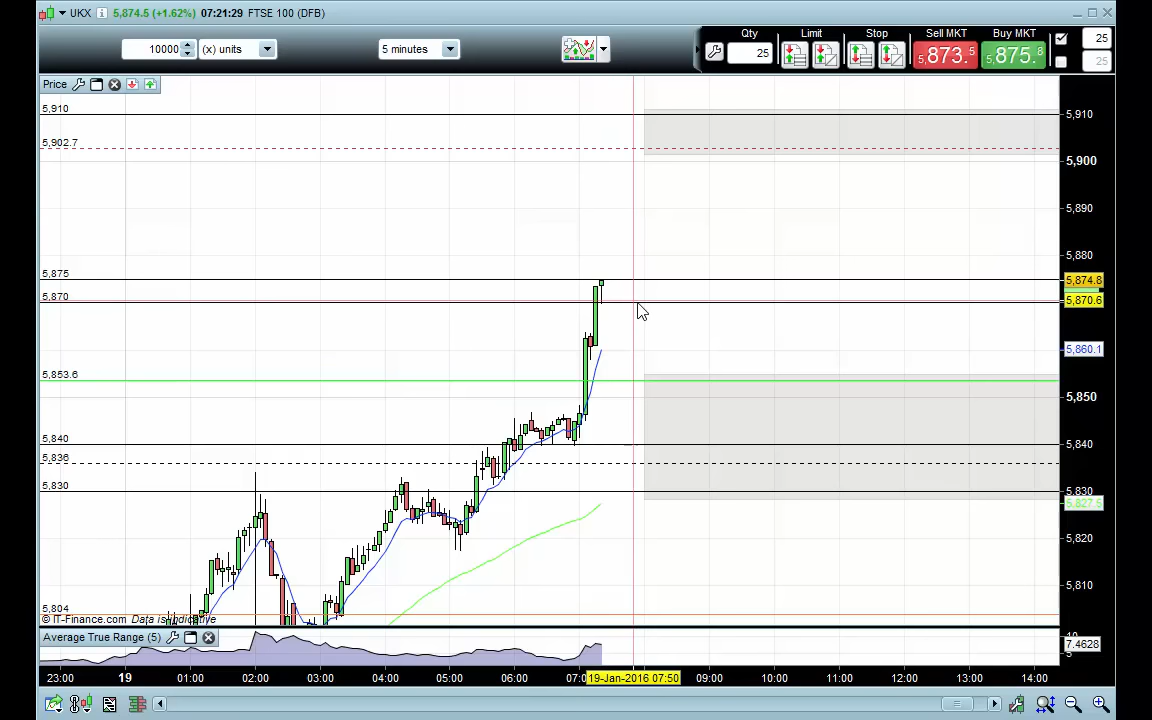 UKX 5,874.5 (+1.62%) 07:21:29 FTSE 100 (DFB)
Qty Limit Stop Sell MKT Buy MKT
10000 (x) units 5 minutes 25 5,873.5 5,875.8 25
25
Price
5,910 5,910
5,902.7
5,900
5,890
5,880
5,875 5,874.8
5,870 5,870.6
5,860.1
5,853.6
5,850
5,840 5,840
5,836
5,830 5,830
5,827.5
5,820
5,810
5,804
© IT-Finance.com Data is indicative
Average True Range (5)
7.4628
5
23:00 19 01:00 02:00 03:00 04:00 05:00 06:00 07:0 19-Jan-2016 07:50 09:00 10:00 11:00 12:00 13:00 14:00